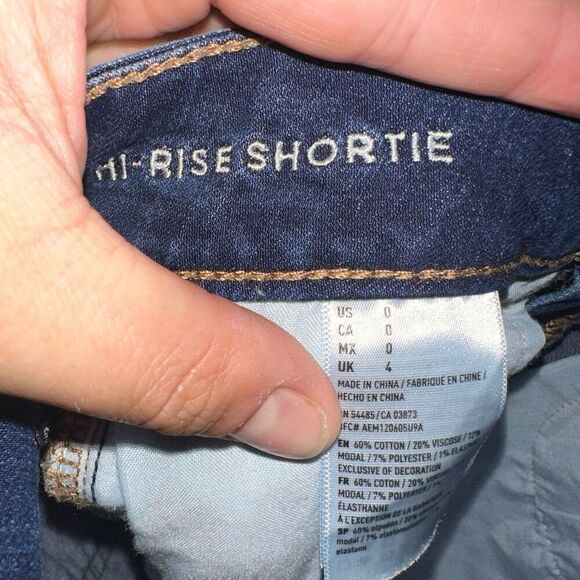 HI-RISE SHORTIE
US 0
CA 0
MX 0
UK 4
MADE IN CHINA / FABRIQUÉ EN CHINE /
HECHO EN CHINA
54485 / CA 03873
AEM120605U9A
EN 60% COTTON / 20% VISCOSE / 12%
MODAL / 7% POLYESTER / 1% ELASTANE
EXCLUSIVE OF DECORATION
FR 60% COTON / 20%
MODAL / 7% POLYESTER /
ÉLASTHANNE
À L'EXCEPTION DE LA
SP 60% algodón / 20%
modal / 7%
elastano